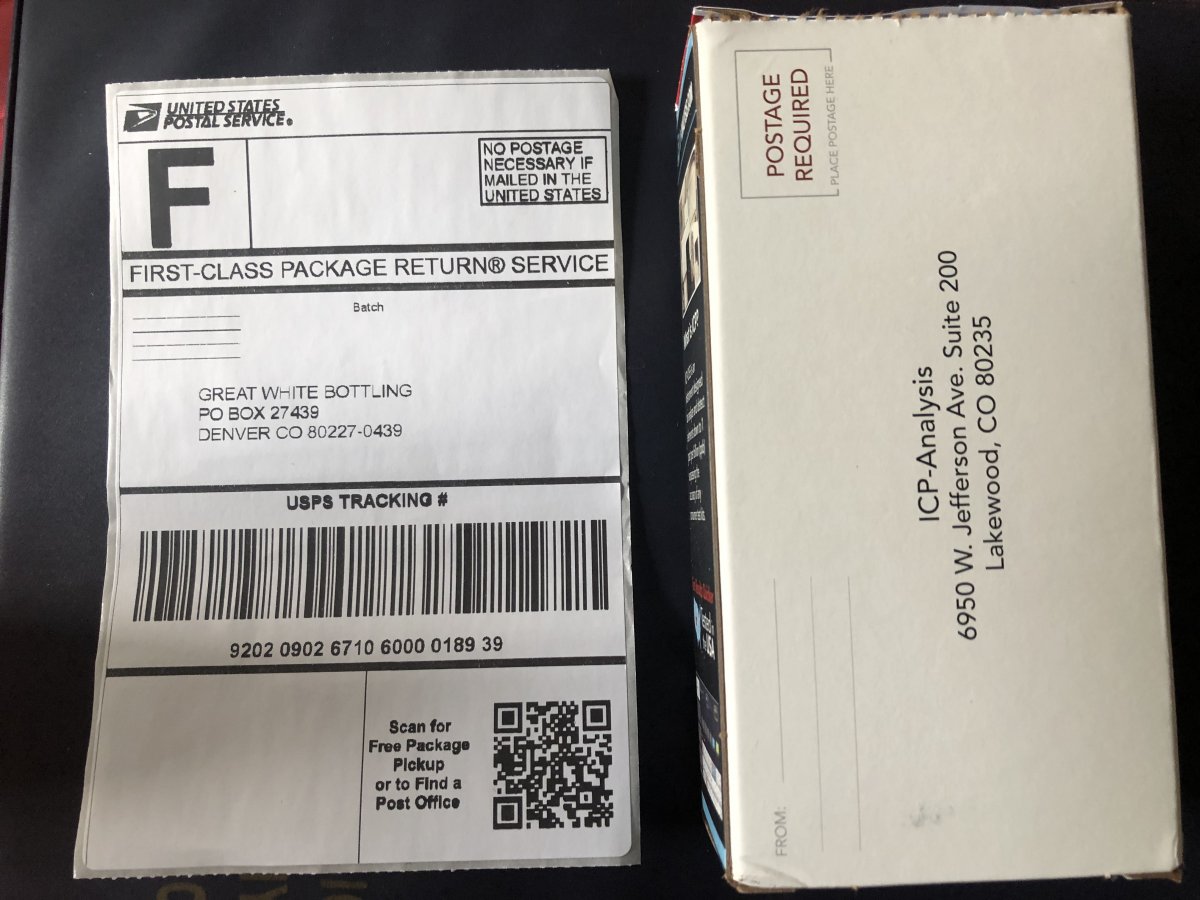 UNITED STATES
POSTAL SERVICE®
F
NO POSTAGE
NECESSARY IF
MAILED IN THE
UNITED STATES
FIRST-CLASS PACKAGE RETURN® SERVICE
Batch
GREAT WHITE BOTTLING
PO BOX 27439
DENVER CO 80227-0439
USPS TRACKING #
9202 0902 6710 6000 0189 39
Scan for
Free Package
Pickup
or to Find a
Post Office
POSTAGE
REQUIRED
PLACE POSTAGE HERE
ICP-Analysis
6950 W. Jefferson Ave. Suite 200
Lakewood, CO 80235
FROM:
USA